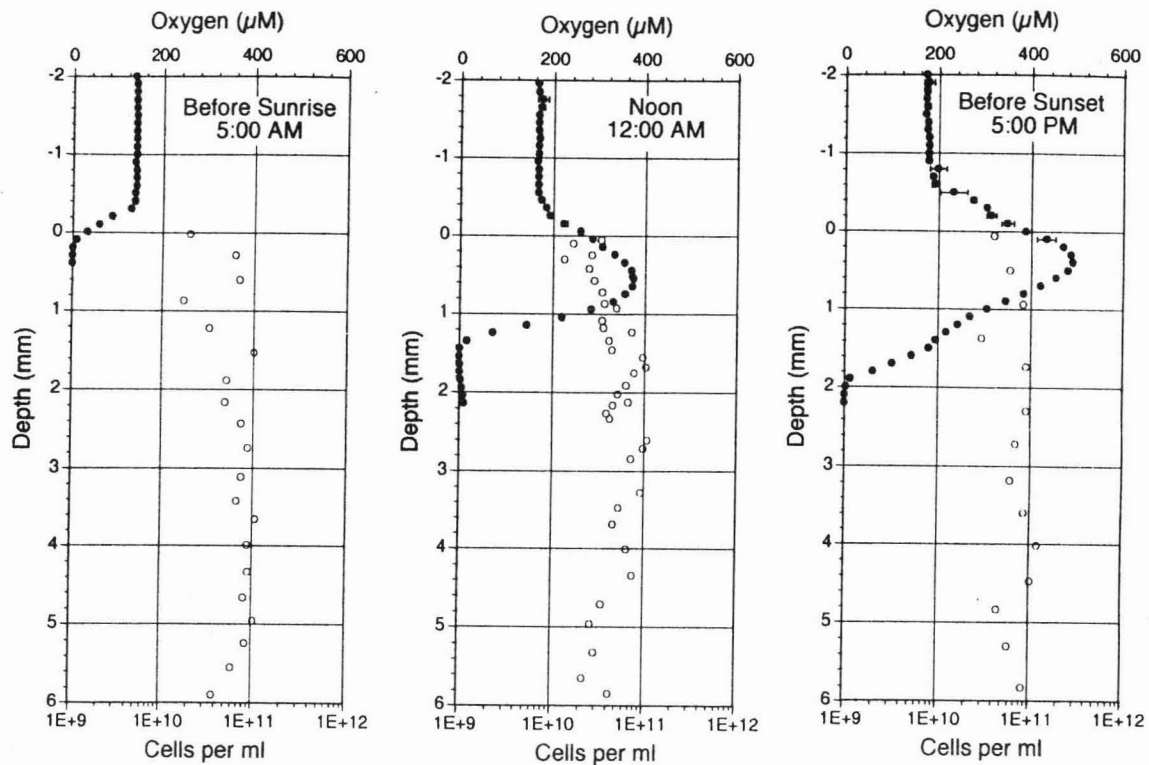 Oxygen (µM)
0 200 400 600
-2
-1
0
1
2
3
4
5
6
Depth (mm)
Before Sunrise
5:00 AM
1E+9 1E+10 1E+11 1E+12
Cells per ml
Oxygen (µM)
0 200 400 600
-2
-1
0
1
2
3
4
5
6
Depth (mm)
Noon
12:00 AM
1E+9 1E+10 1E+11 1E+12
Cells per ml
Oxygen (µM)
0 200 400 600
-2
-1
0
1
2
3
4
5
6
Depth (mm)
Before Sunset
5:00 PM
1E+9 1E+10 1E+11 1E+12
Cells per ml